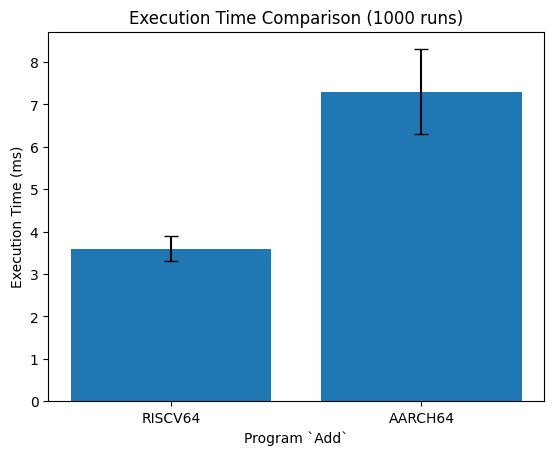 Execution Time Comparison (1000 runs)
8
7
6
5
4
3
2
1
0
Execution Time (ms)
RISCV64
AARCH64
Program `Add`